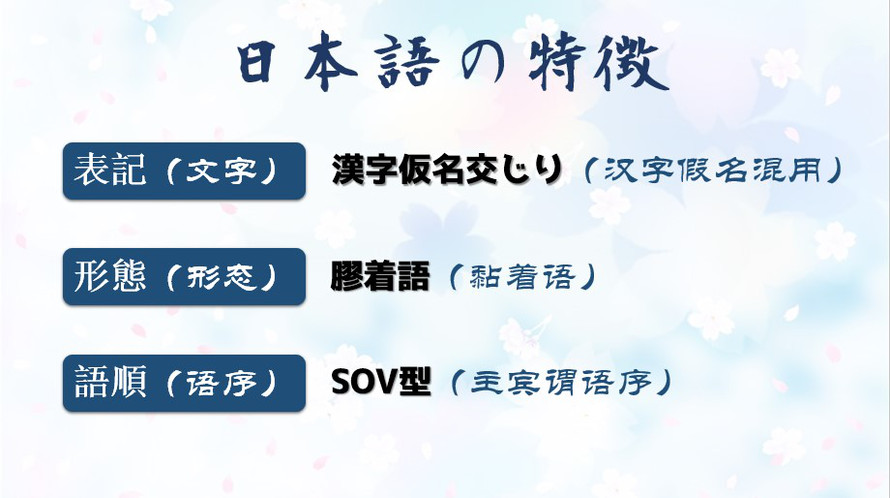 日本語の特徴
表記（文字） 漢字仮名交じり（汉字假名混用）
形態（形态） 膠着語（黏着语）
語順（语序） SOV型（主宾谓语序）